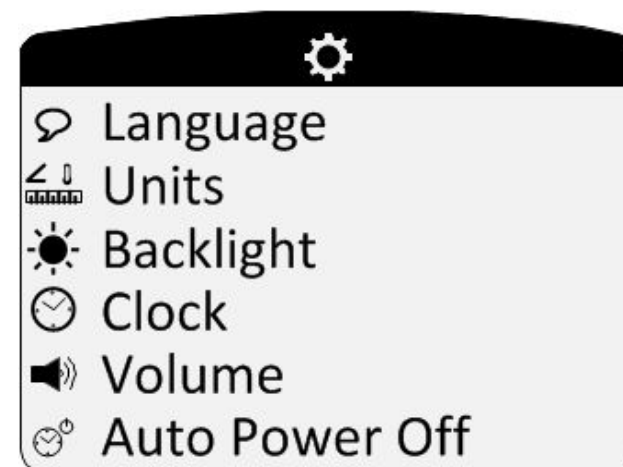 Language
Units
Backlight
Clock
Volume
Auto Power Off